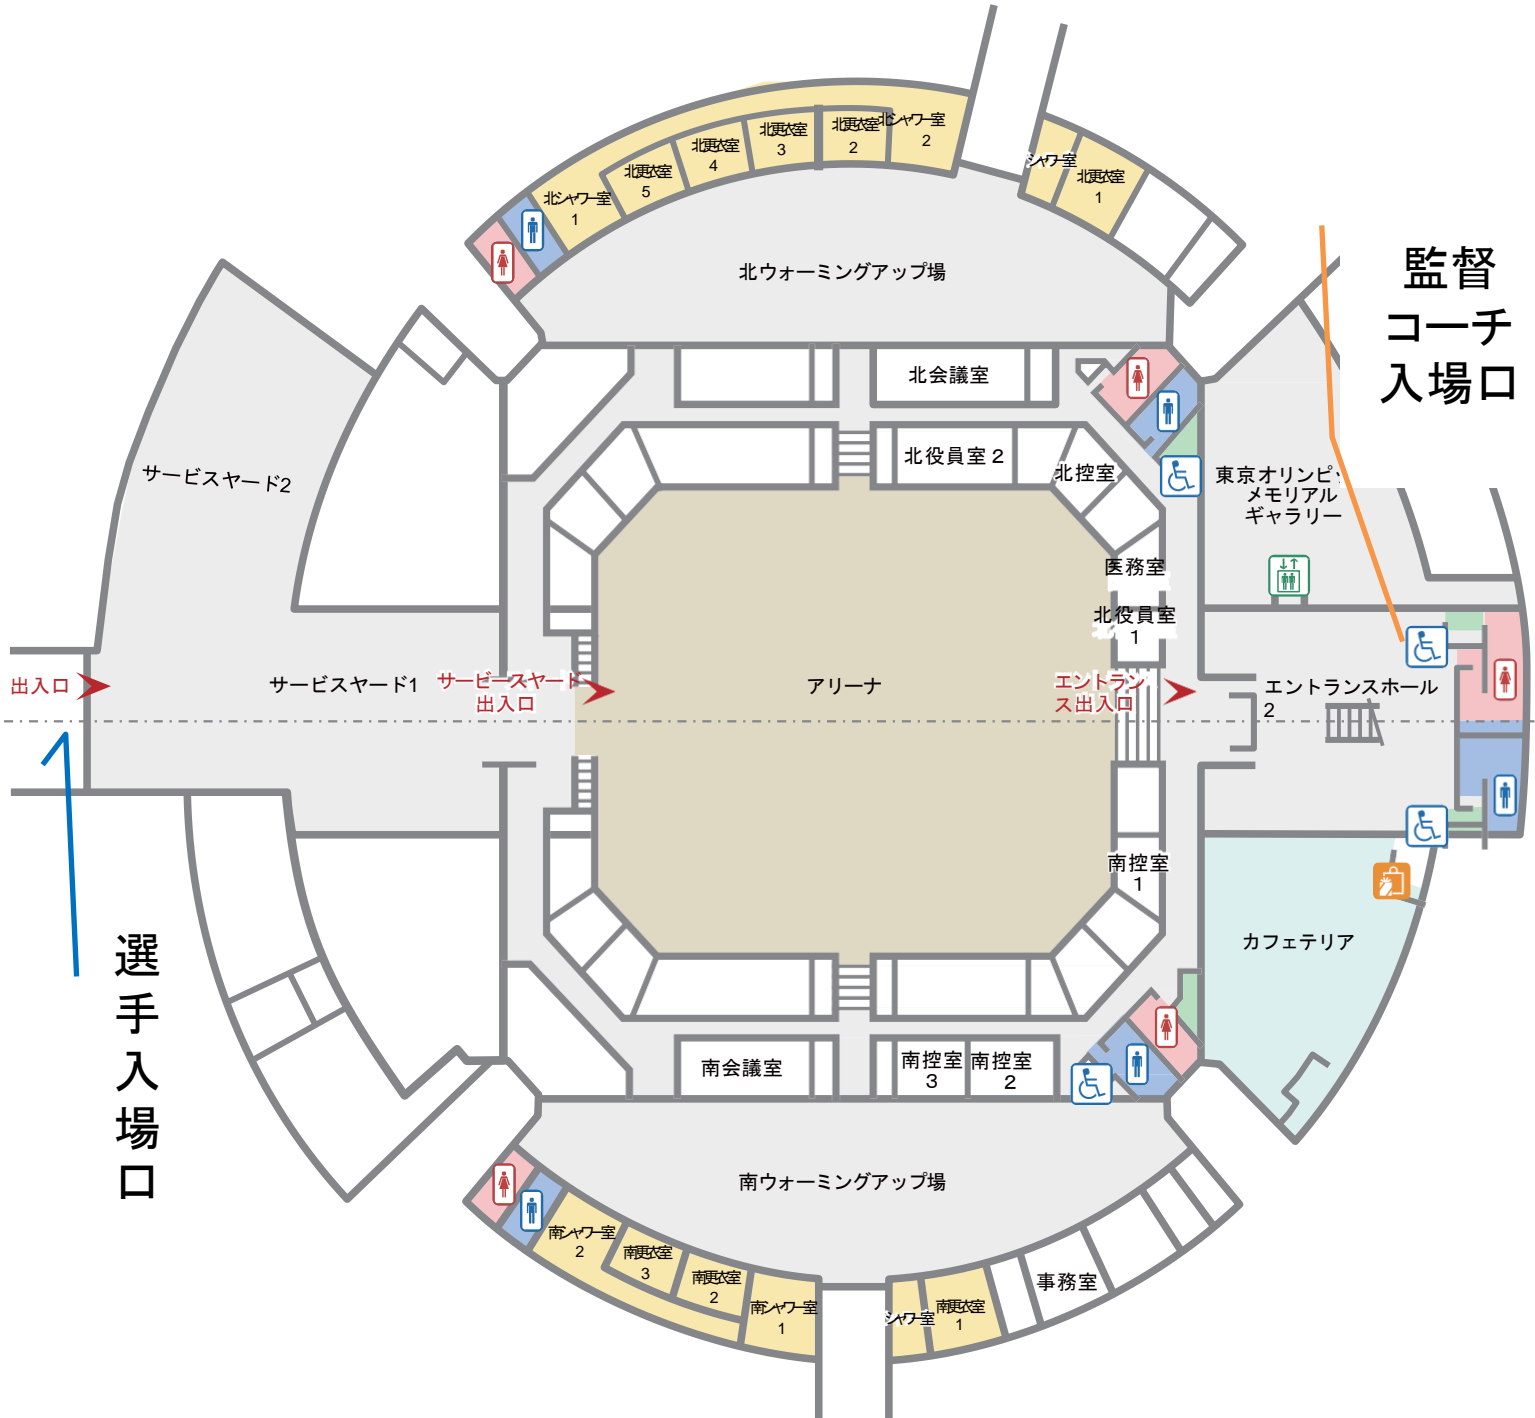 北更衣室
2
北シャワー室
2
北更衣室
3
北更衣室
4
北更衣室
5
北シャワー室
1
シャワー室
北更衣室
1
北ウォーミングアップ場
監督
コーチ
入場口
北会議室
北役員室 2
北控室
サービスヤード2
東京オリンピッ
メモリアル
ギャラリー
医務室
北役員室
1
出入口
サービスヤード1
サービースヤード
出入口
アリーナ
エントラン
ス出入口
エントランスホール
2
南控室
1
カフェテリア
選
手
入
場
口
南会議室
南控室
3
南控室
2
南ウォーミングアップ場
南シャワー室
2
南更衣室
3
南更衣室
2
南シャワー室
1
シャワー室
南更衣室
1
事務室